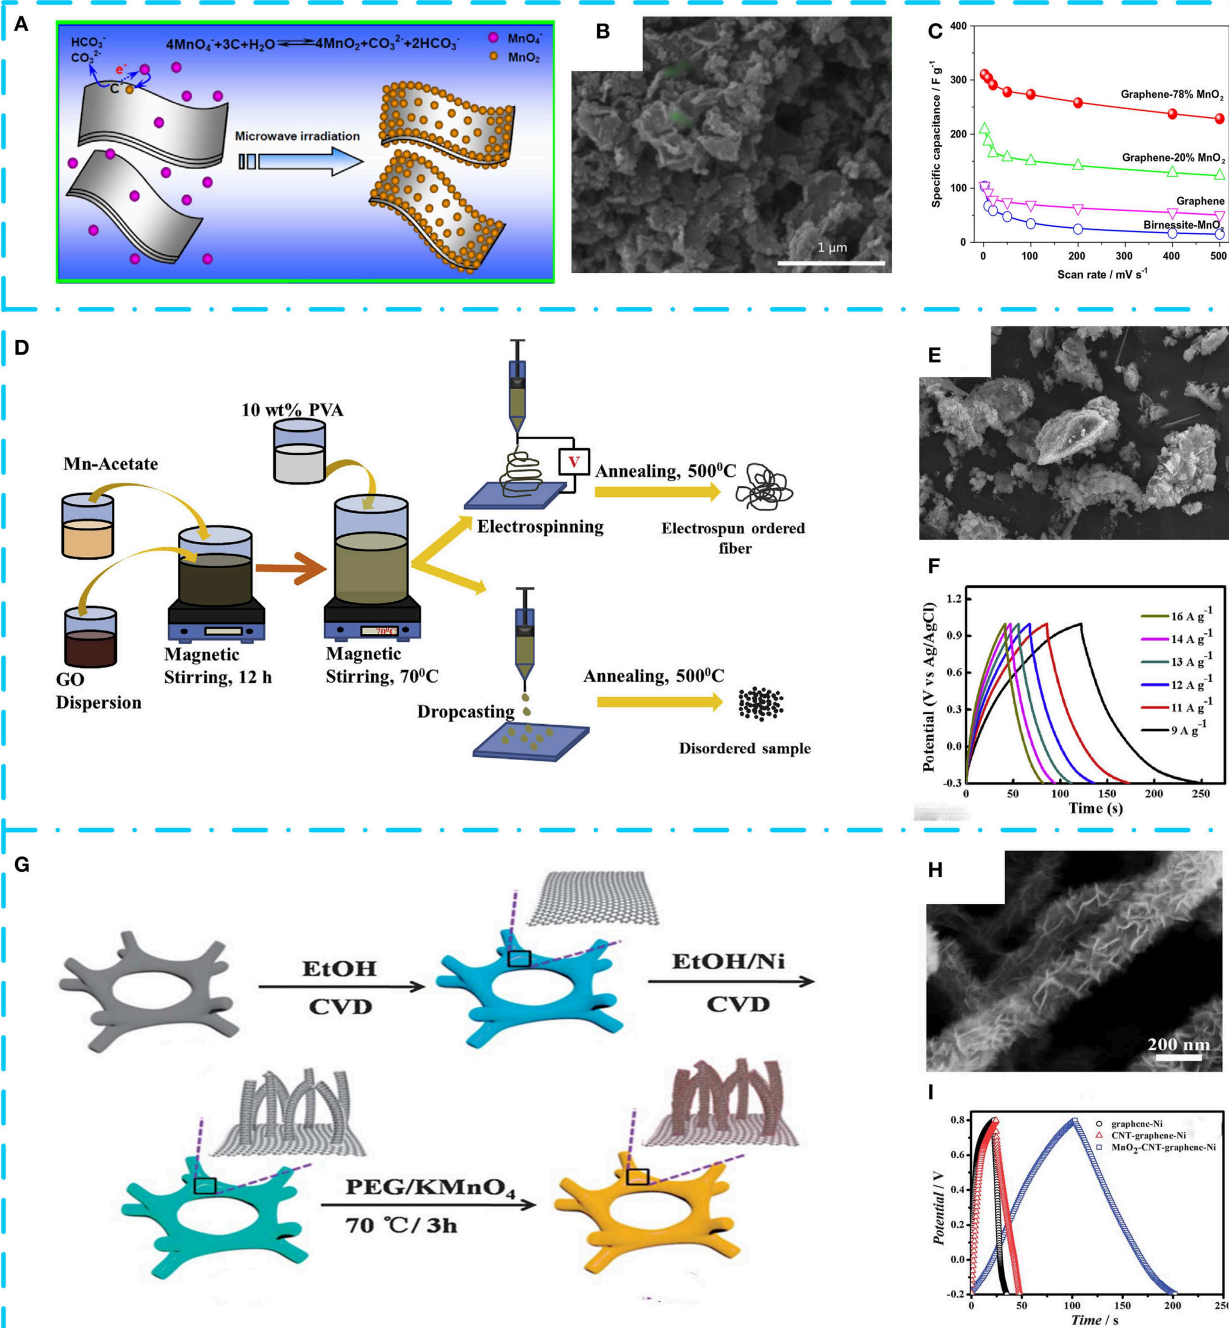 A
HCO₃⁻
CO₃²⁻
e⁻
C
4MnO₄⁻+3C+H₂O⇌4MnO₂+CO₃²⁻+2HCO₃⁻
MnO₄⁻
MnO₂
Microwave irradiation
B
1 µm
C
Specific capacitance / F g⁻¹
400
300
200
100
0
Graphene-78% MnO₂
Graphene-20% MnO₂
Graphene
Birnessite-MnO₂
0 100 200 300 400 500
Scan rate / mV s⁻¹
D
10 wt% PVA
Mn-Acetate
GO
Dispersion
Magnetic
Stirring, 12 h
70⁰C
Magnetic
Stirring, 70⁰C
V
Electrospinning
Annealing, 500⁰C
Electrospun ordered
fiber
Dropcasting
Annealing, 500⁰C
Disordered sample
E
F
Potential (V vs Ag/AgCl)
1.2
0.9
0.6
0.3
0.0
-0.3
16 A g⁻¹
14 A g⁻¹
13 A g⁻¹
12 A g⁻¹
11 A g⁻¹
9 A g⁻¹
0 50 100 150 200 250
Time (s)
G
EtOH
CVD
EtOH/Ni
CVD
PEG/KMnO₄
70 ℃/ 3h
H
200 nm
I
Potential / V
0.8
0.6
0.4
0.2
0.0
-0.2
graphene-Ni
CNT-graphene-Ni
MnO₂-CNT-graphene-Ni
0 50 100 150 200 250
Time / s